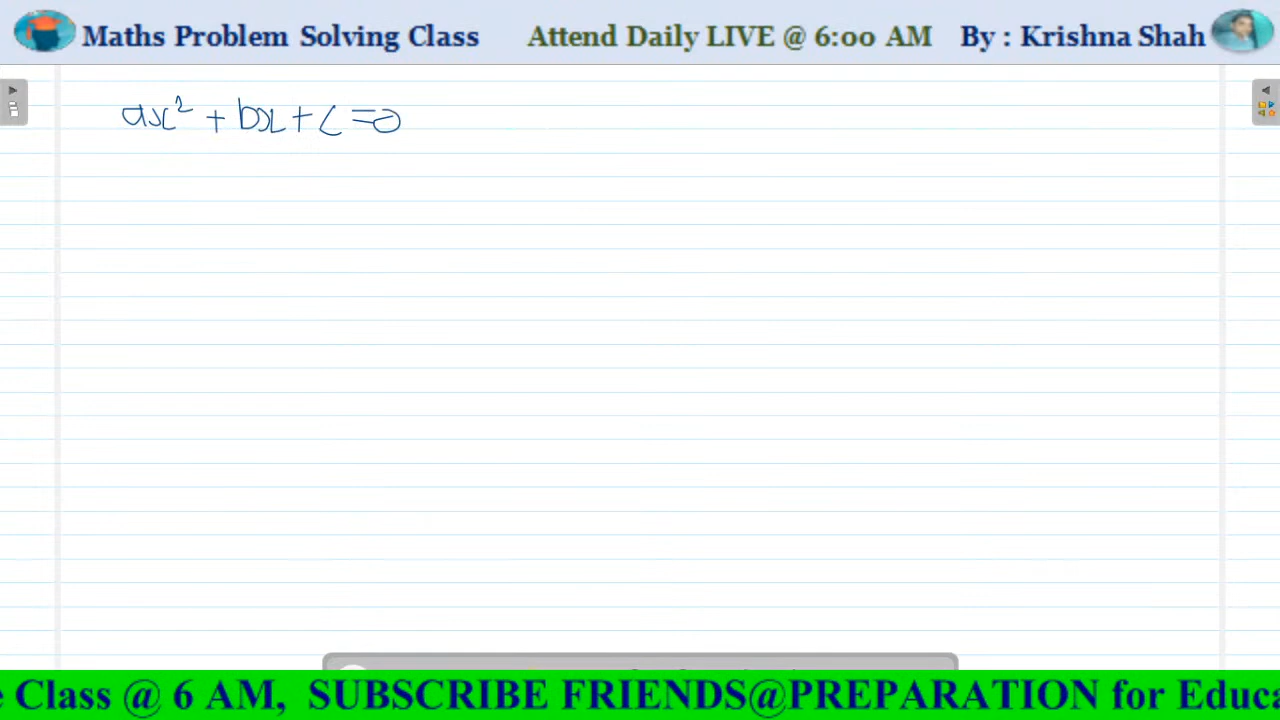 Maths Problem Solving Class Attend Daily LIVE @ 6:00 AM By : Krishna Shah
ax² + bx + c = 0
Class @ 6 AM, SUBSCRIBE FRIENDS@PREPARATION for